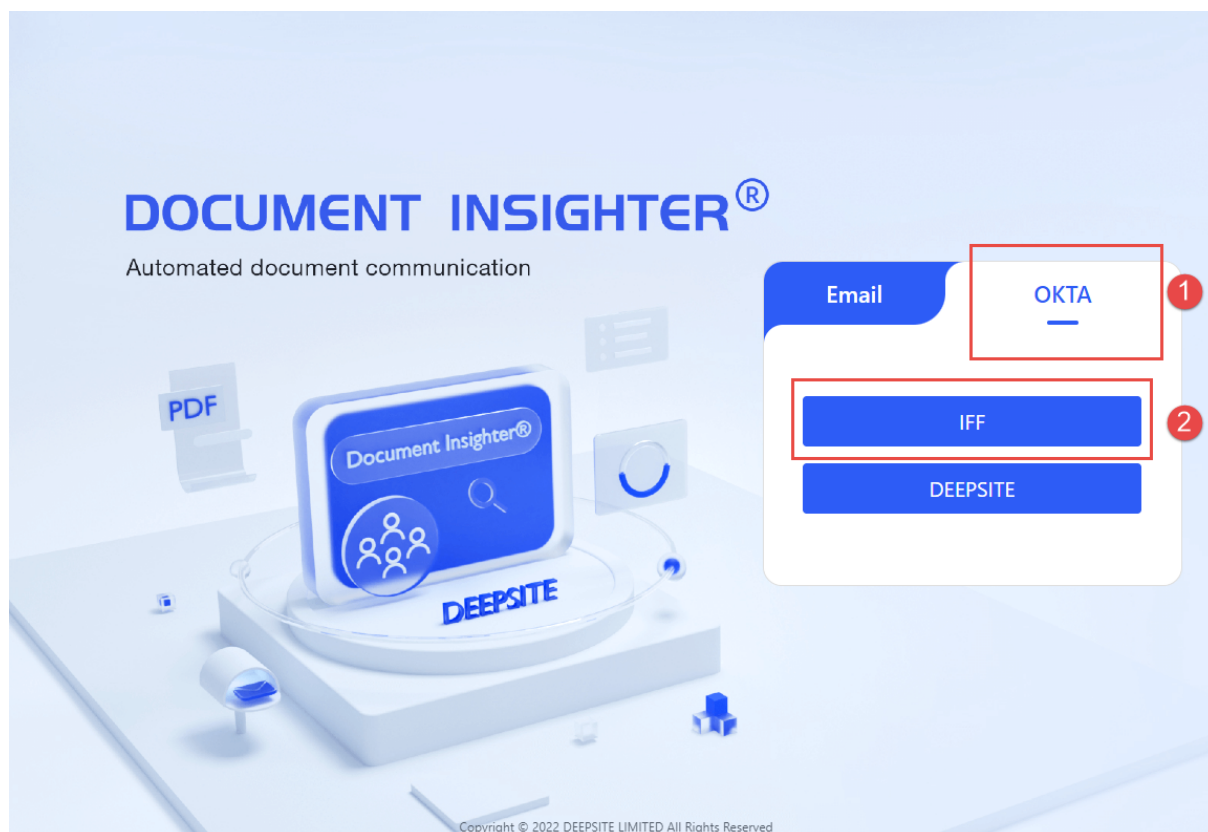 DOCUMENT INSIGHTER®
Automated document communication
Email
OKTA
1
IFF
2
DEEPSITE
PDF
Document Insighter®
DEEPSITE
Copyright © 2022 DEEPSITE LIMITED All Rights Reserved